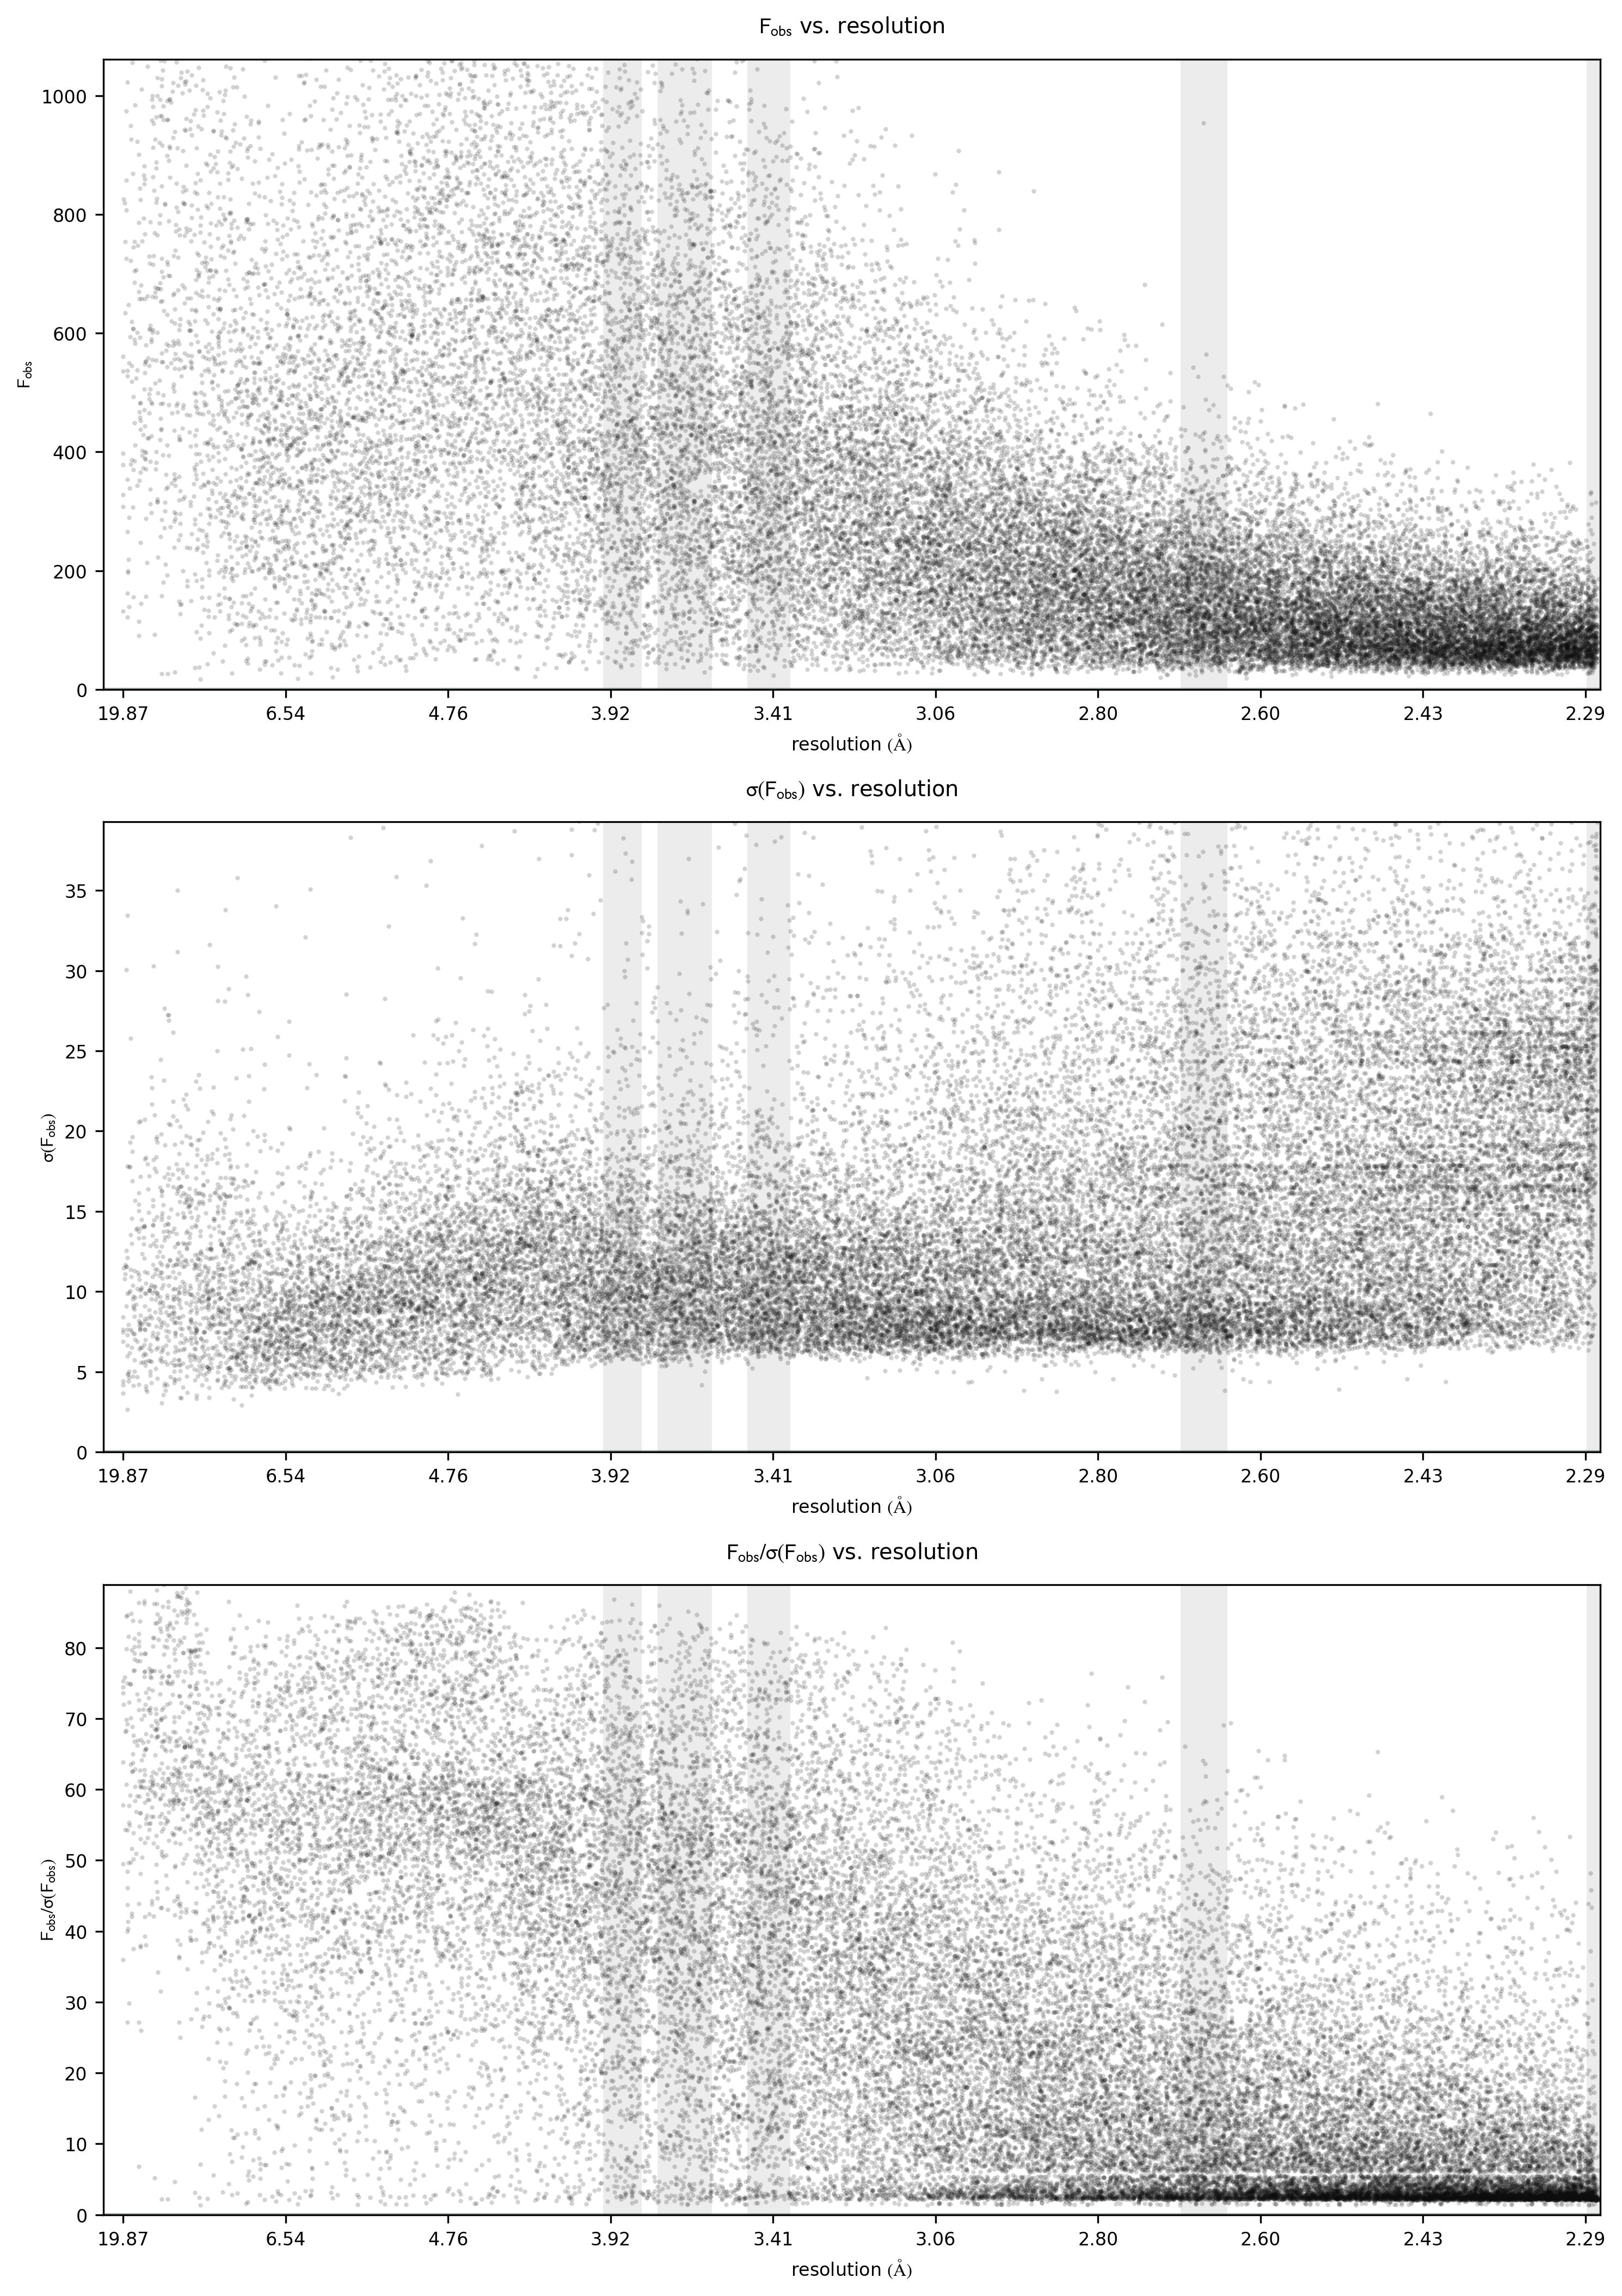 Fobs vs. resolution
1000
800
600
400
200
0
Fobs
19.87 6.54 4.76 3.92 3.41 3.06 2.80 2.60 2.43 2.29
resolution (Å)
σ(Fobs) vs. resolution
35
30
25
20
15
10
5
0
σ(Fobs)
19.87 6.54 4.76 3.92 3.41 3.06 2.80 2.60 2.43 2.29
resolution (Å)
Fobs/σ(Fobs) vs. resolution
80
70
60
50
40
30
20
10
0
Fobs/σ(Fobs)
19.87 6.54 4.76 3.92 3.41 3.06 2.80 2.60 2.43 2.29
resolution (Å)